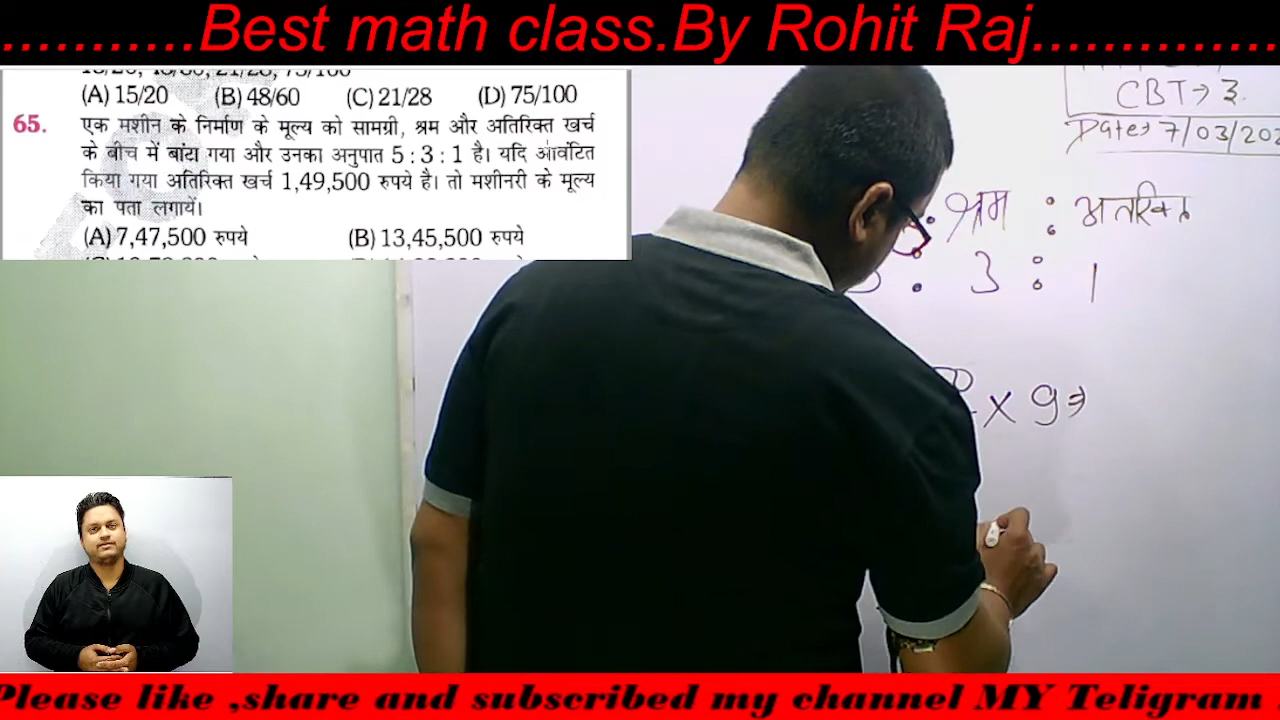 ...........Best math class.By Rohit Raj..............
(A) 15/20 (B) 48/60 (C) 21/28 (D) 75/100
65. एक मशीन के निर्माण के मूल्य को सामग्री, श्रम और अतिरिक्त खर्च
के बीच में बांटा गया और उनका अनुपात 5 : 3 : 1 है। यदि आवंटित
किया गया अतिरिक्त खर्च 1,49,500 रुपये है। तो मशीनरी के मूल्य
का पता लगायें।
(A) 7,47,500 रुपये (B) 13,45,500 रुपये
CBT→ 3.
Date→ 7/03/202
: श्रम : अतरिक्त
: 3 : 1
x 9⇒
Please like ,share and subscribed my channel MY Teligram